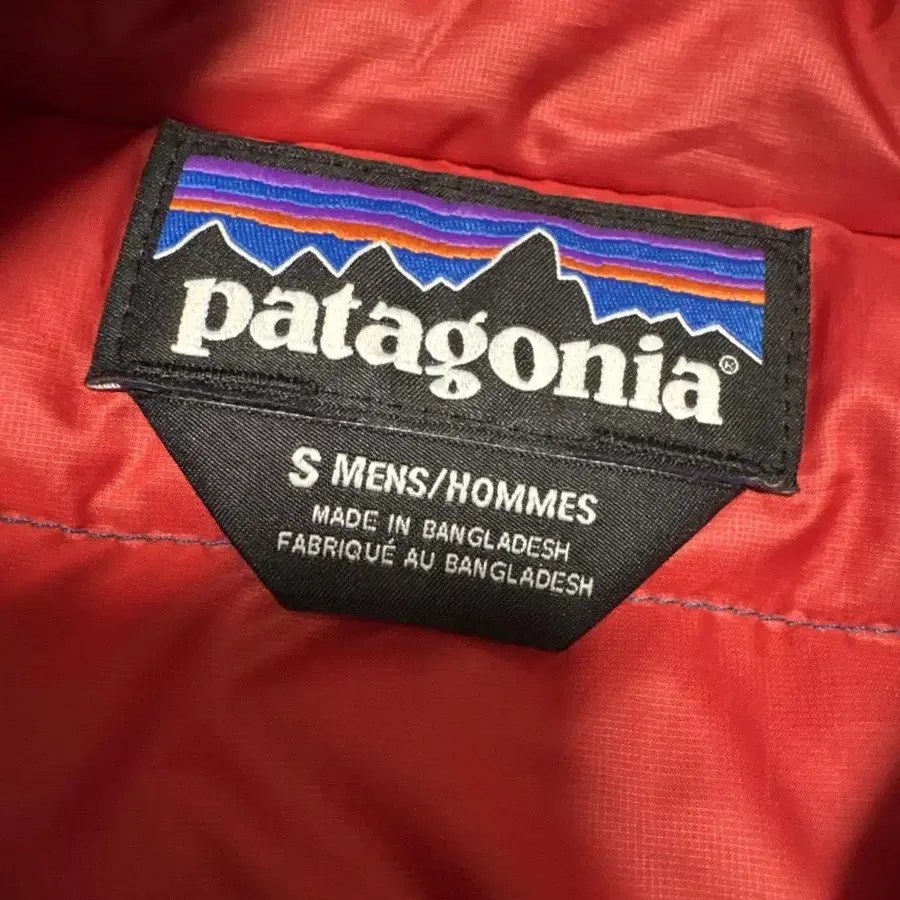 patagonia®
S MENS/HOMMES
MADE IN BANGLADESH
FABRIQUÉ AU BANGLADESH